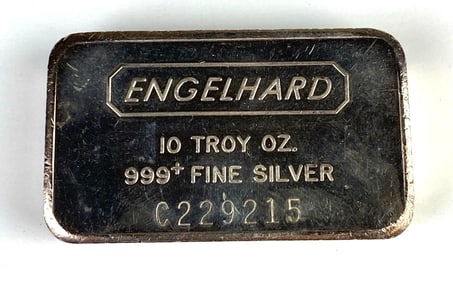 ENGELHARD
10 TROY OZ.
999+ FINE SILVER
C229215